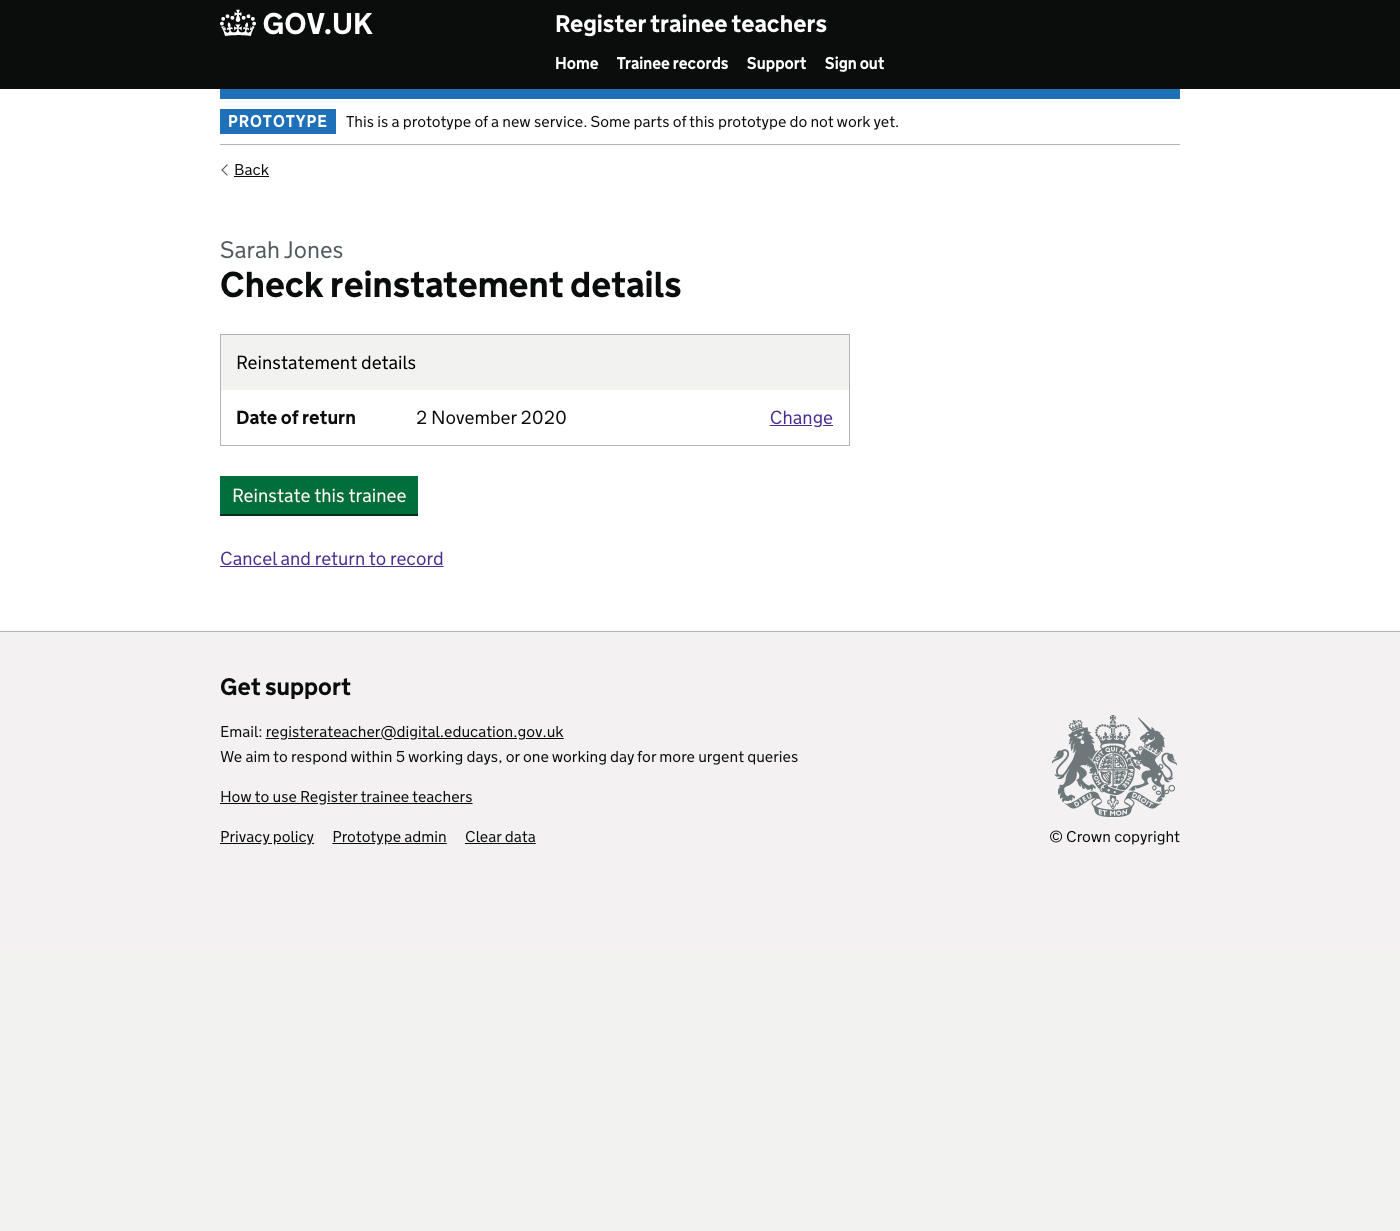 GOV.UK
Register trainee teachers
Home Trainee records Support Sign out
PROTOTYPE This is a prototype of a new service. Some parts of this prototype do not work yet.
Back
Sarah Jones
Check reinstatement details
Reinstatement details
Date of return 2 November 2020 Change
Reinstate this trainee
Cancel and return to record
Get support
Email: registerateacher@digital.education.gov.uk
We aim to respond within 5 working days, or one working day for more urgent queries
How to use Register trainee teachers
Privacy policy Prototype admin Clear data
DIEU ET MON DROIT
© Crown copyright